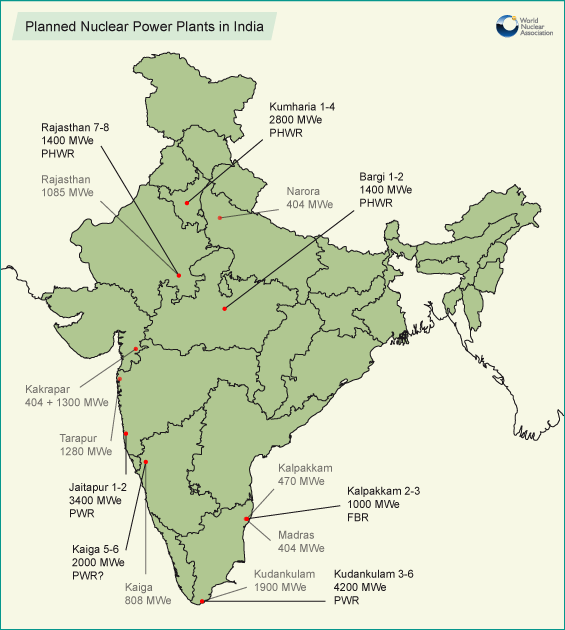 Planned Nuclear Power Plants in India
World
Nuclear
Association
Kumharia 1-4
2800 MWe
PHWR
Rajasthan 7-8
1400 MWe
PHWR
Rajasthan
1085 MWe
Narora
404 MWe
Bargi 1-2
1400 MWe
PHWR
Kakrapar
404 + 1300 MWe
Tarapur
1280 MWe
Jaitapur 1-2
3400 MWe
PWR
Kaiga 5-6
2000 MWe
PWR?
Kaiga
808 MWe
Kalpakkam
470 MWe
Kalpakkam 2-3
1000 MWe
FBR
Madras
404 MWe
Kudankulam
1900 MWe
Kudankulam 3-6
4200 MWe
PWR